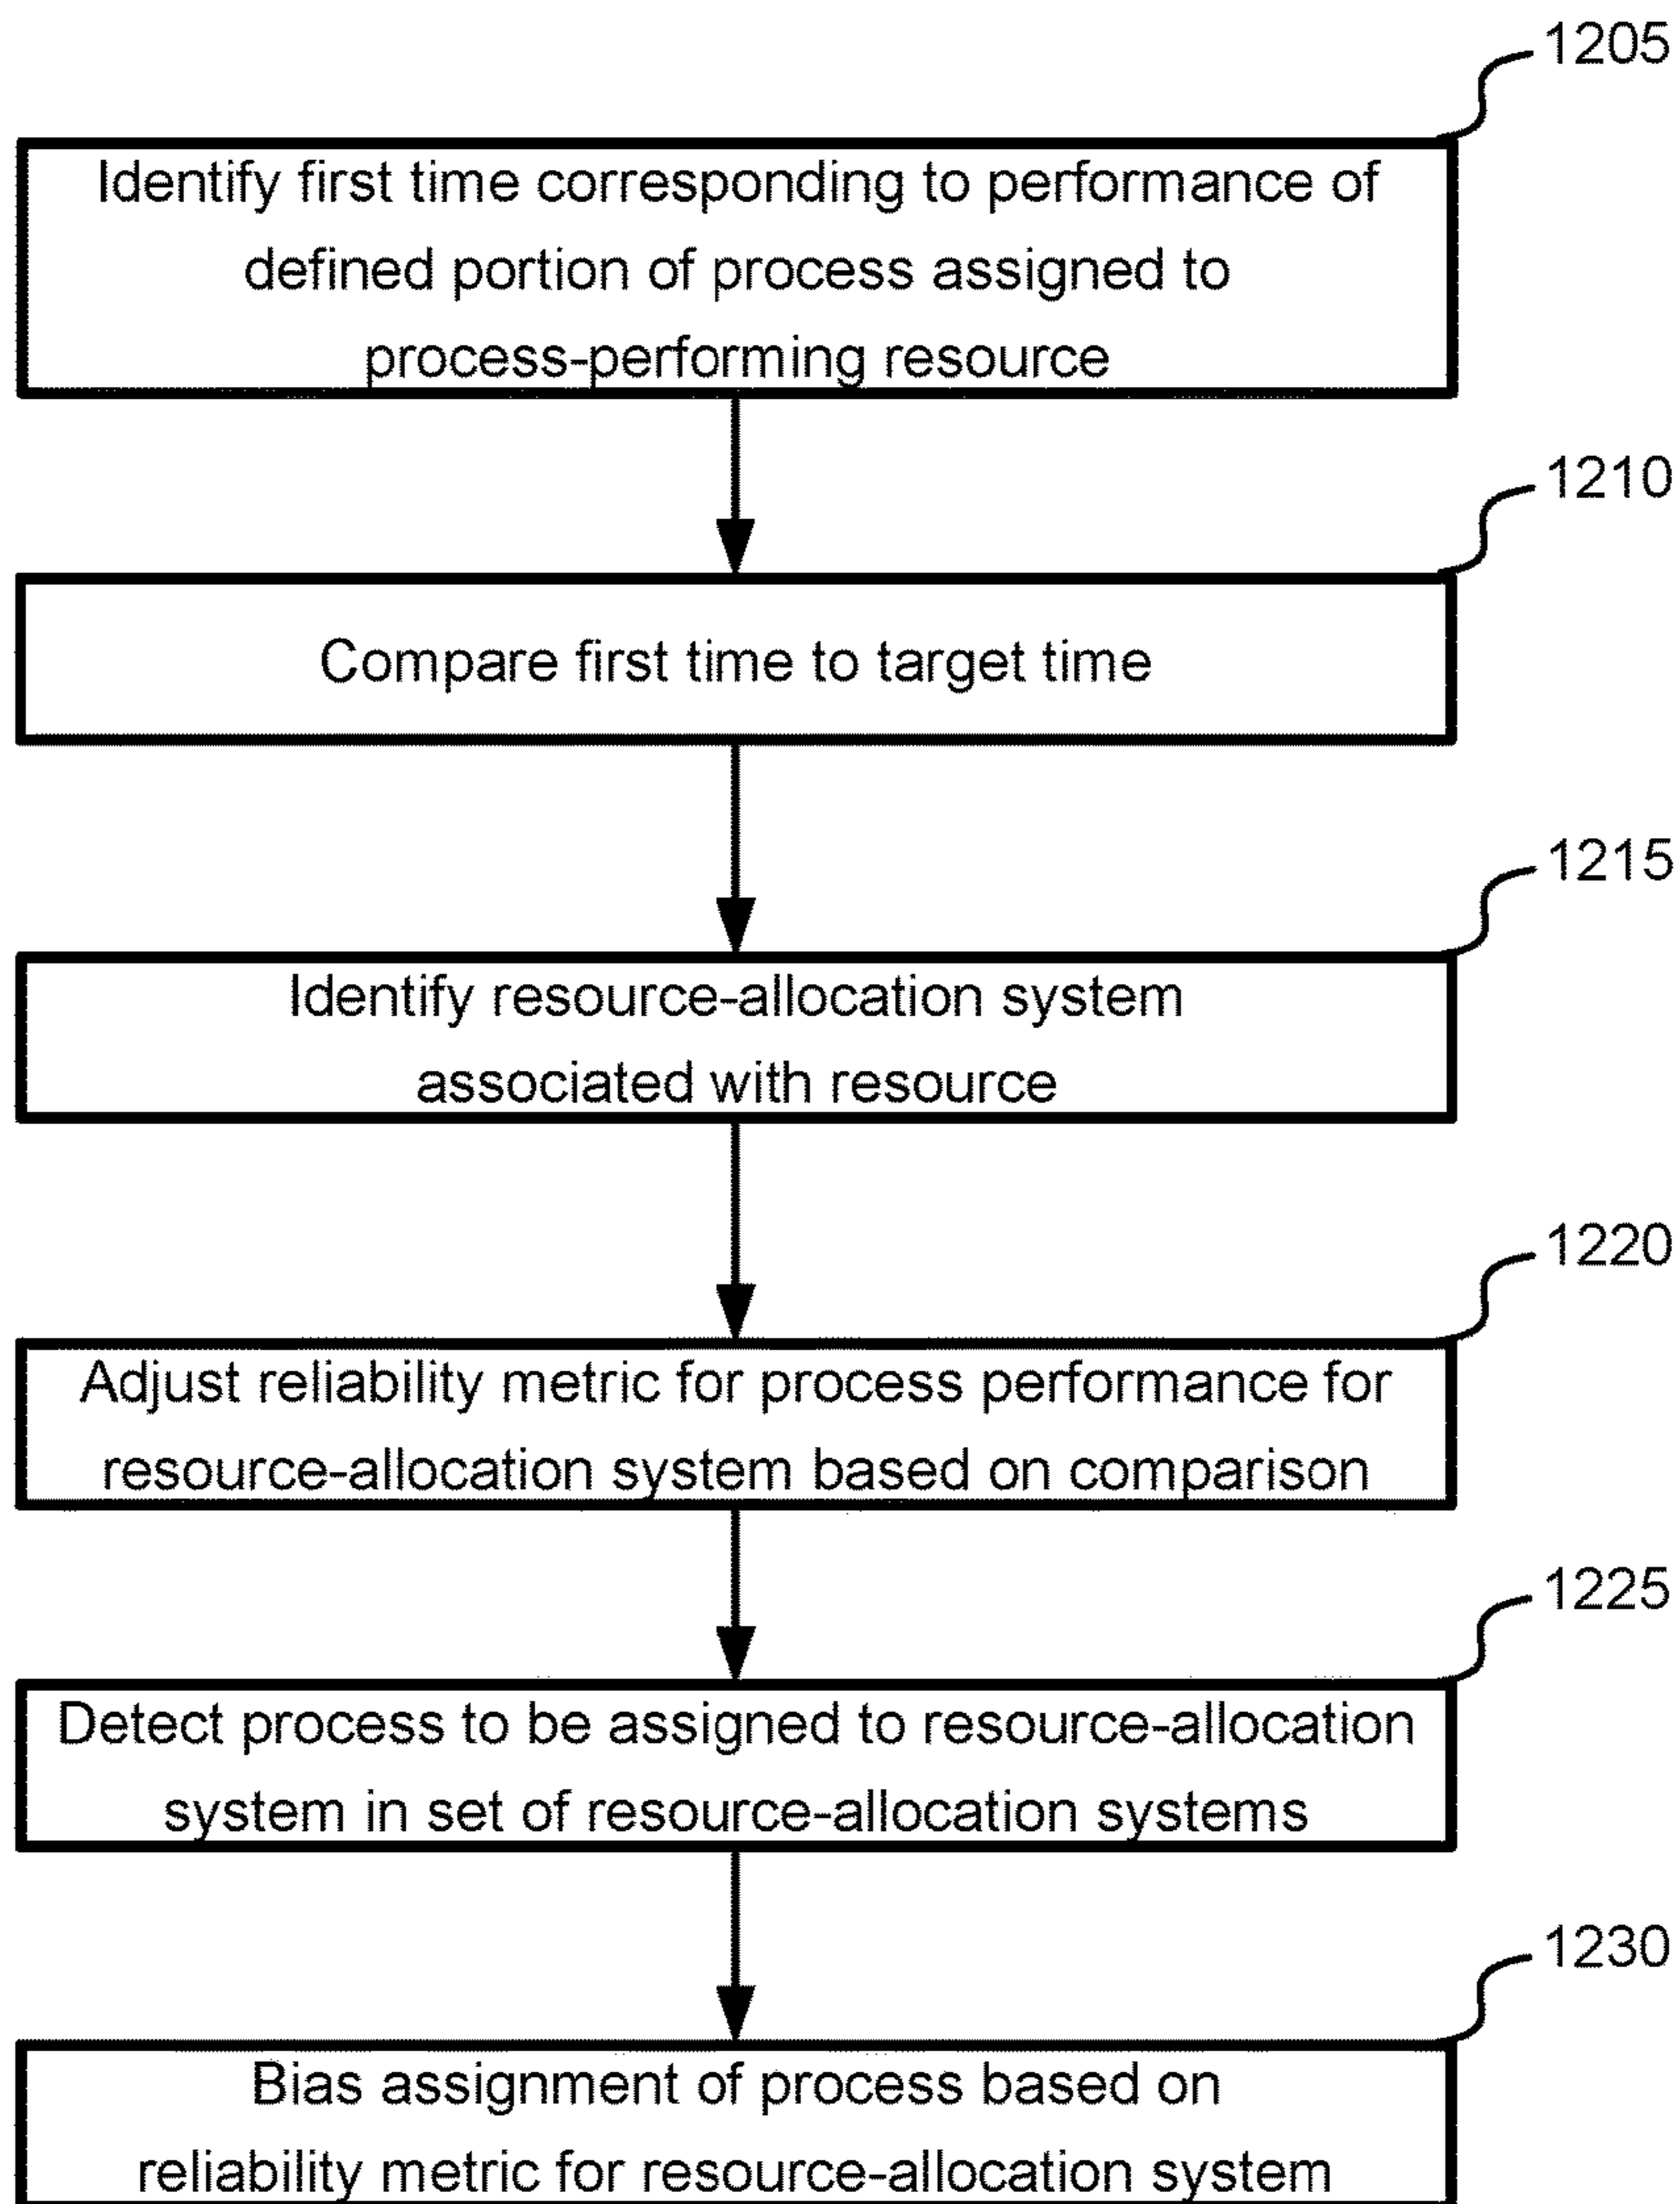 1205
Identify first time corresponding to performance of
defined portion of process assigned to
process-performing resource
1210
Compare first time to target time
1215
Identify resource-allocation system
associated with resource
1220
Adjust reliability metric for process performance for
resource-allocation system based on comparison
1225
Detect process to be assigned to resource-allocation
system in set of resource-allocation systems
1230
Bias assignment of process based on
reliability metric for resource-allocation system